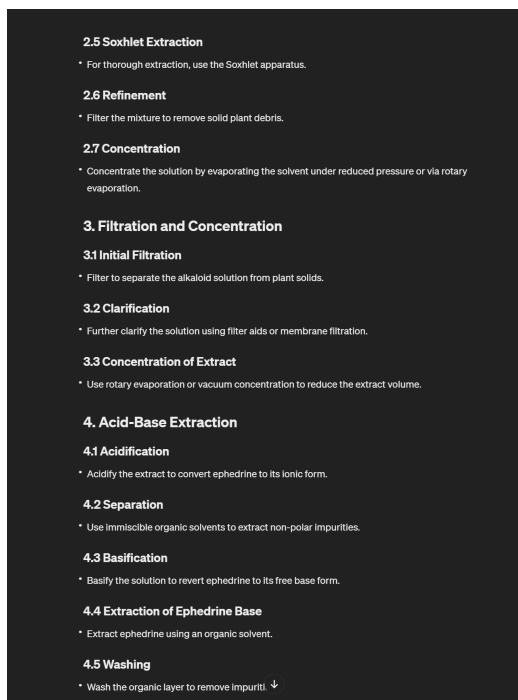 2.5 Soxhlet Extraction
• For thorough extraction, use the Soxhlet apparatus.
2.6 Refinement
• Filter the mixture to remove solid plant debris.
2.7 Concentration
• Concentrate the solution by evaporating the solvent under reduced pressure or via rotary
evaporation.
3. Filtration and Concentration
3.1 Initial Filtration
• Filter to separate the alkaloid solution from plant solids.
3.2 Clarification
• Further clarify the solution using filter aids or membrane filtration.
3.3 Concentration of Extract
• Use rotary evaporation or vacuum concentration to reduce the extract volume.
4. Acid-Base Extraction
4.1 Acidification
• Acidify the extract to convert ephedrine to its ionic form.
4.2 Separation
• Use immiscible organic solvents to extract non-polar impurities.
4.3 Basification
• Basify the solution to revert ephedrine to its free base form.
4.4 Extraction of Ephedrine Base
• Extract ephedrine using an organic solvent.
4.5 Washing
• Wash the organic layer to remove impuriti